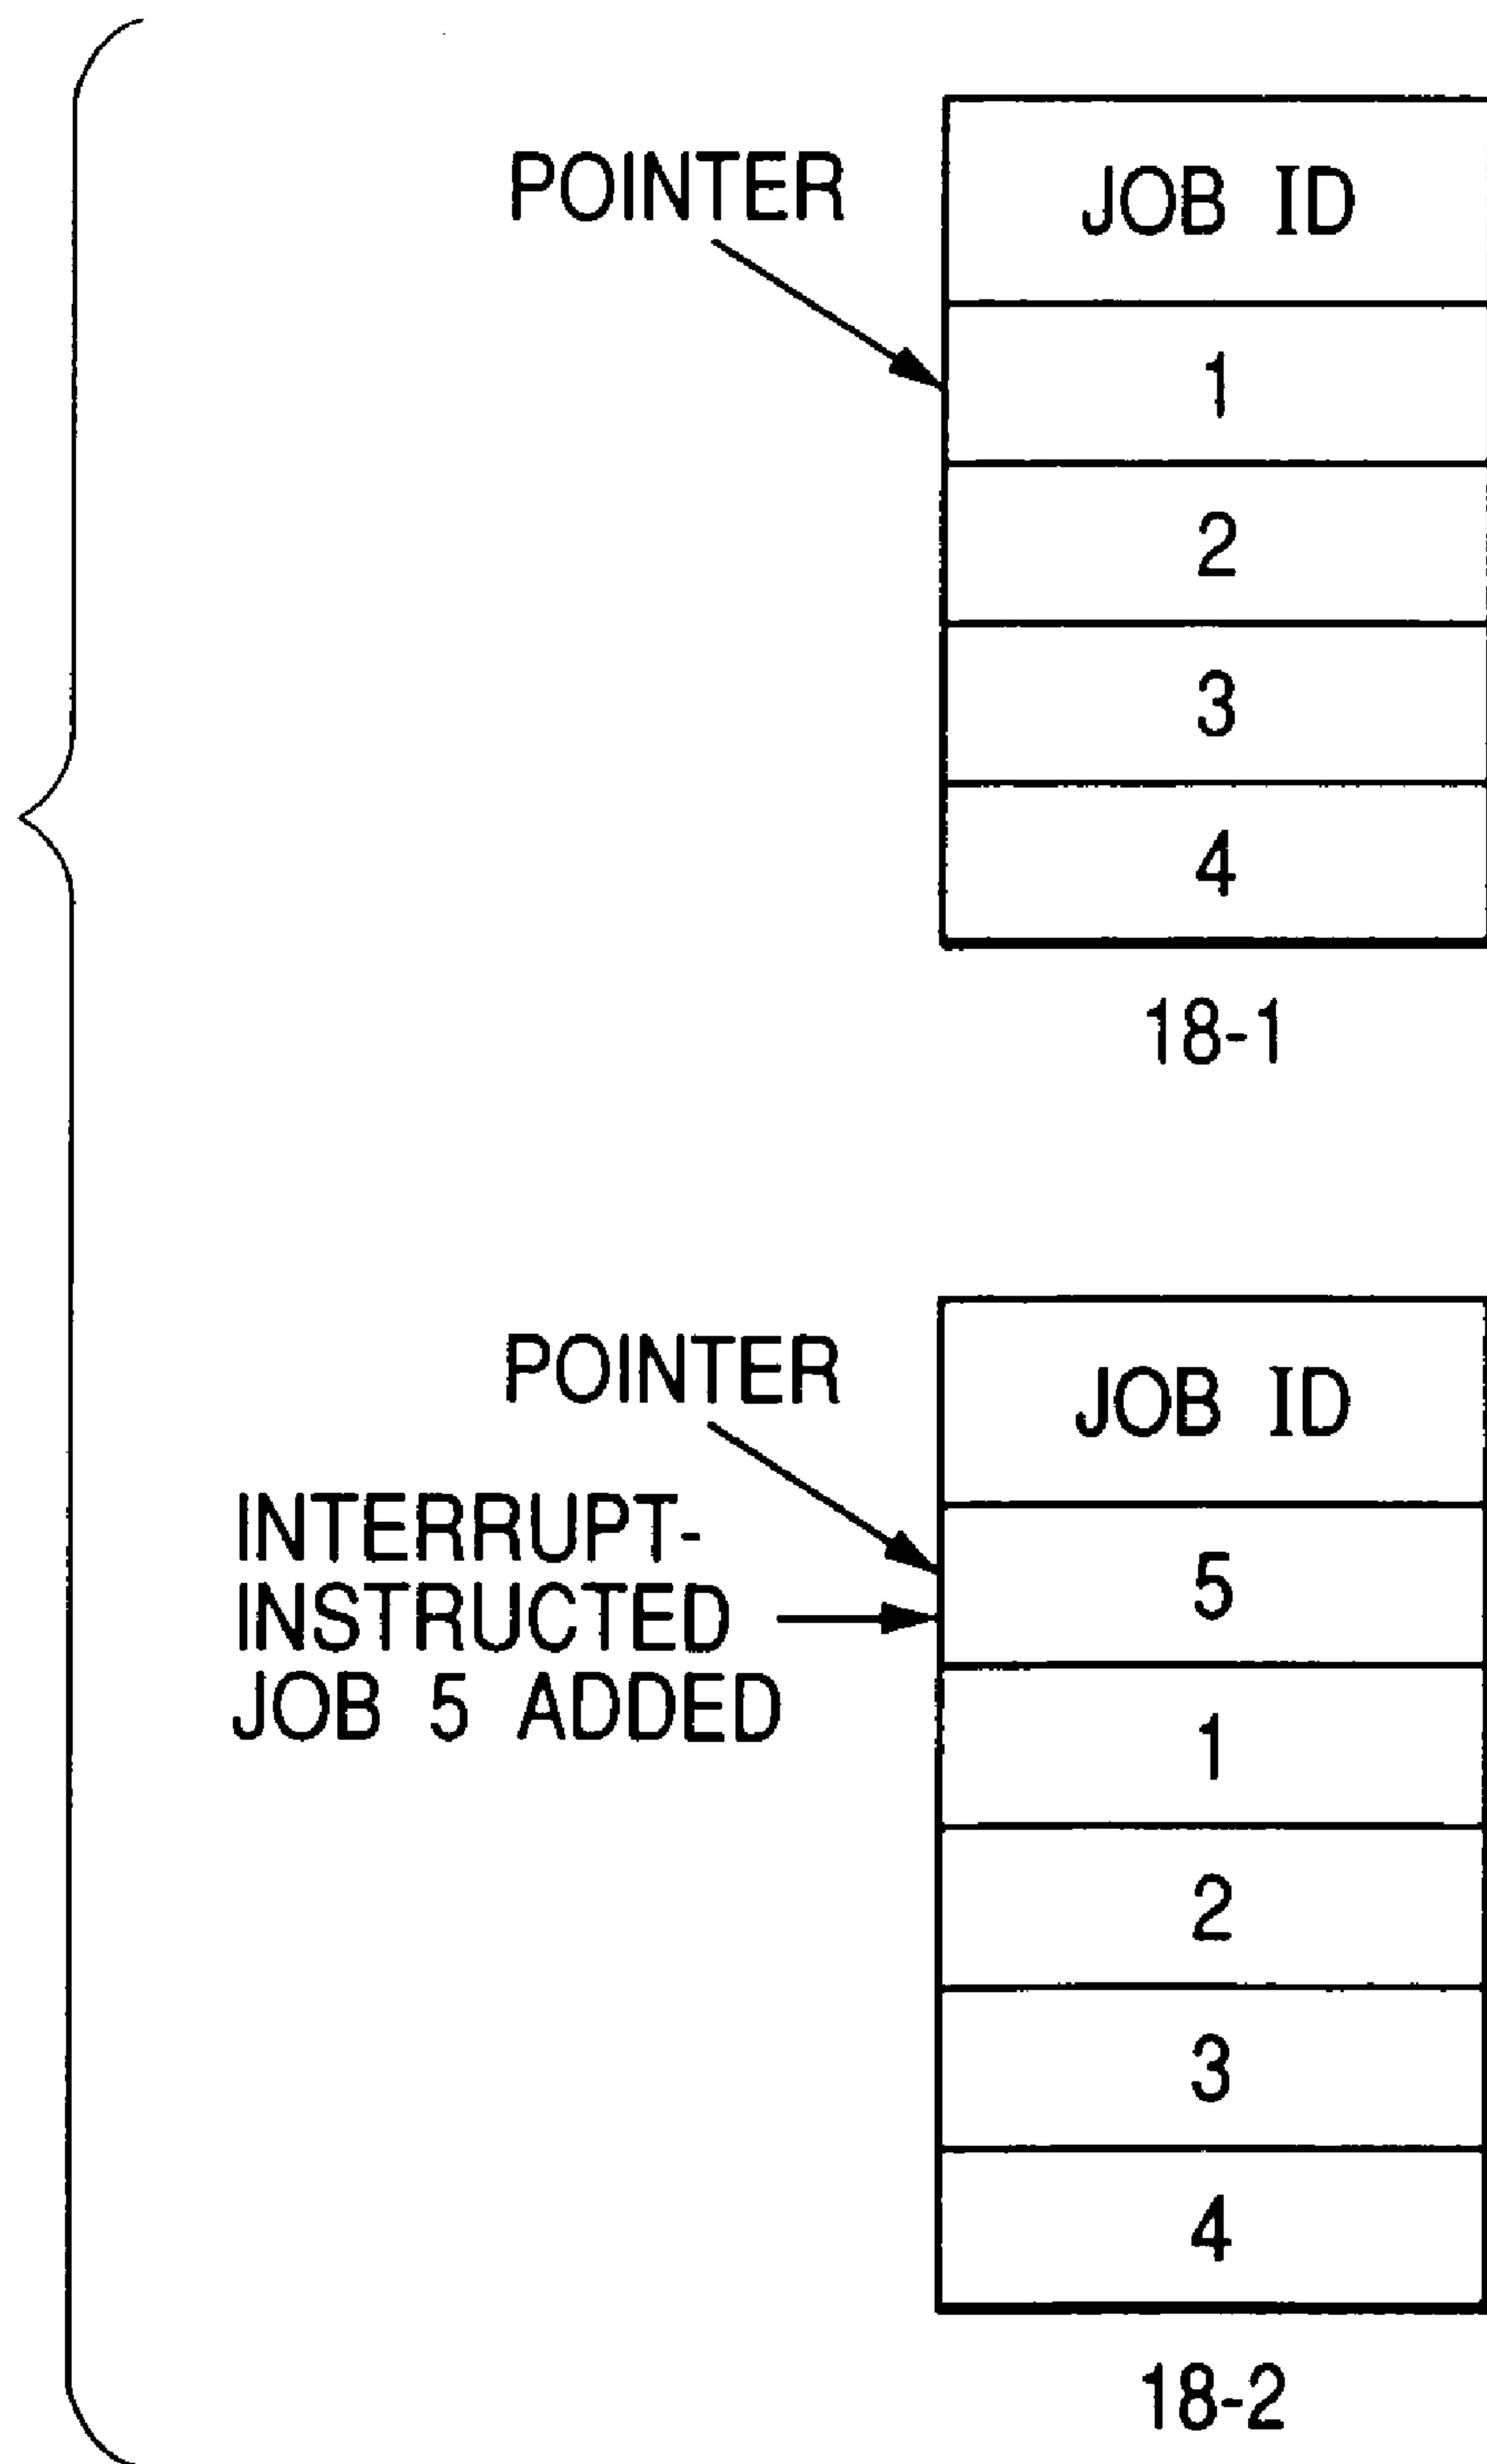 POINTER
JOB ID
1
2
3
4
18-1
POINTER
JOB ID
INTERRUPT-
INSTRUCTED
JOB 5 ADDED
5
1
2
3
4
18-2